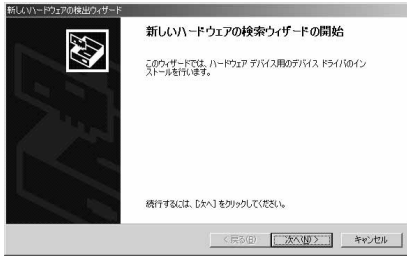 新しいハードウェアの検出ウィザード
新しいハードウェアの検索ウィザードの開始
このウィザードでは、ハードウェア デバイス用のデバイス ドライバのイン
ストールを行います。
続行するには、[次へ] をクリックしてください。
< 戻る(B)
次へ(N) >
キャンセル